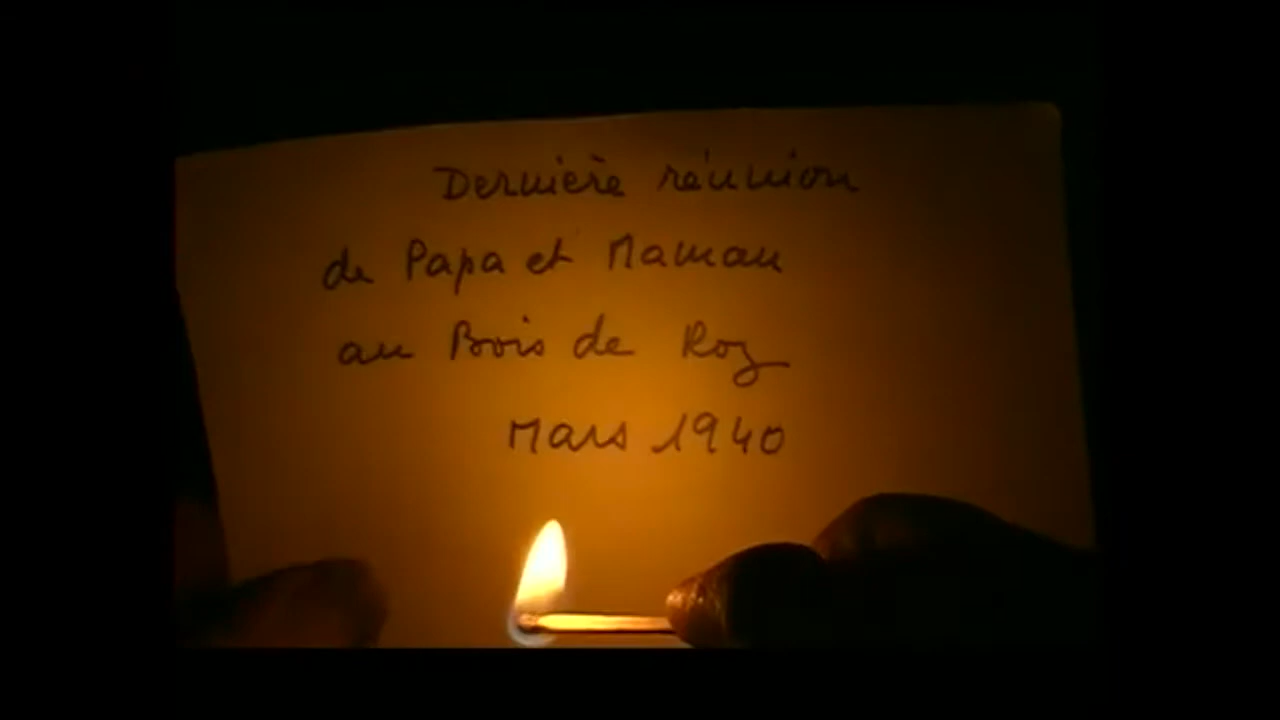 Dernière réunion
de Papa et Maman
au Bois de Roz
Mars 1940